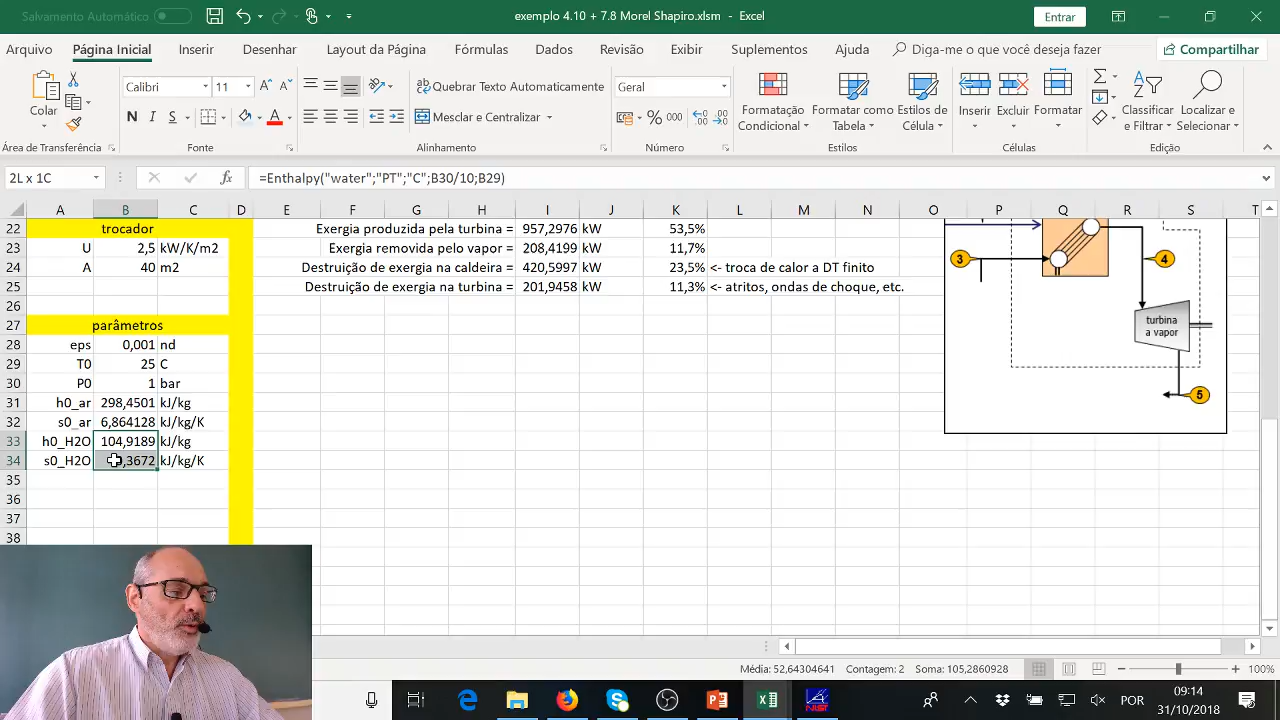 Salvamento Automático
exemplo 4.10 + 7.8 Morel Shapiro.xlsm - Excel
Entrar
Arquivo Página Inicial Inserir Desenhar Layout da Página Fórmulas Dados Revisão Exibir Suplementos Ajuda Diga-me o que você deseja fazer Compartilhar
Colar
Calibri 11
N I S
Quebrar Texto Automaticamente
Mesclar e Centralizar
Geral
% 000
Formatação Condicional
Formatar como Tabela
Estilos de Célula
Inserir Excluir Formatar
Classificar e Filtrar
Localizar e Selecionar
Área de Transferência Fonte Alinhamento Número Estilos Células Edição
2L x 1C fx =Enthalpy("water";"PT";"C";B30/10;B29)
A B C D E F G H I J K L M N O P Q R S T
22 trocador Exergia produzida pela turbina = 957,2976 kW 53,5%
23 U 2,5 kW/K/m2 Exergia removida pelo vapor = 208,4199 kW 11,7%
24 A 40 m2 Destruição de exergia na caldeira = 420,5997 kW 23,5% <- troca de calor a DT finito
25 Destruição de exergia na turbina = 201,9458 kW 11,3% <- atritos, ondas de choque, etc.
26
27 parâmetros
28 eps 0,001 nd
29 T0 25 C
30 P0 1 bar
31 h0_ar 298,4501 kJ/kg
32 s0_ar 6,864128 kJ/kg/K
33 h0_H2O 104,9189 kJ/kg
34 s0_H2O ,3672 kJ/kg/K
35
36
37
38
3
4
turbina
a vapor
5
Média: 52,64304641 Contagem: 2 Soma: 105,2860928 100%
NIST
POR
09:14
31/10/2018